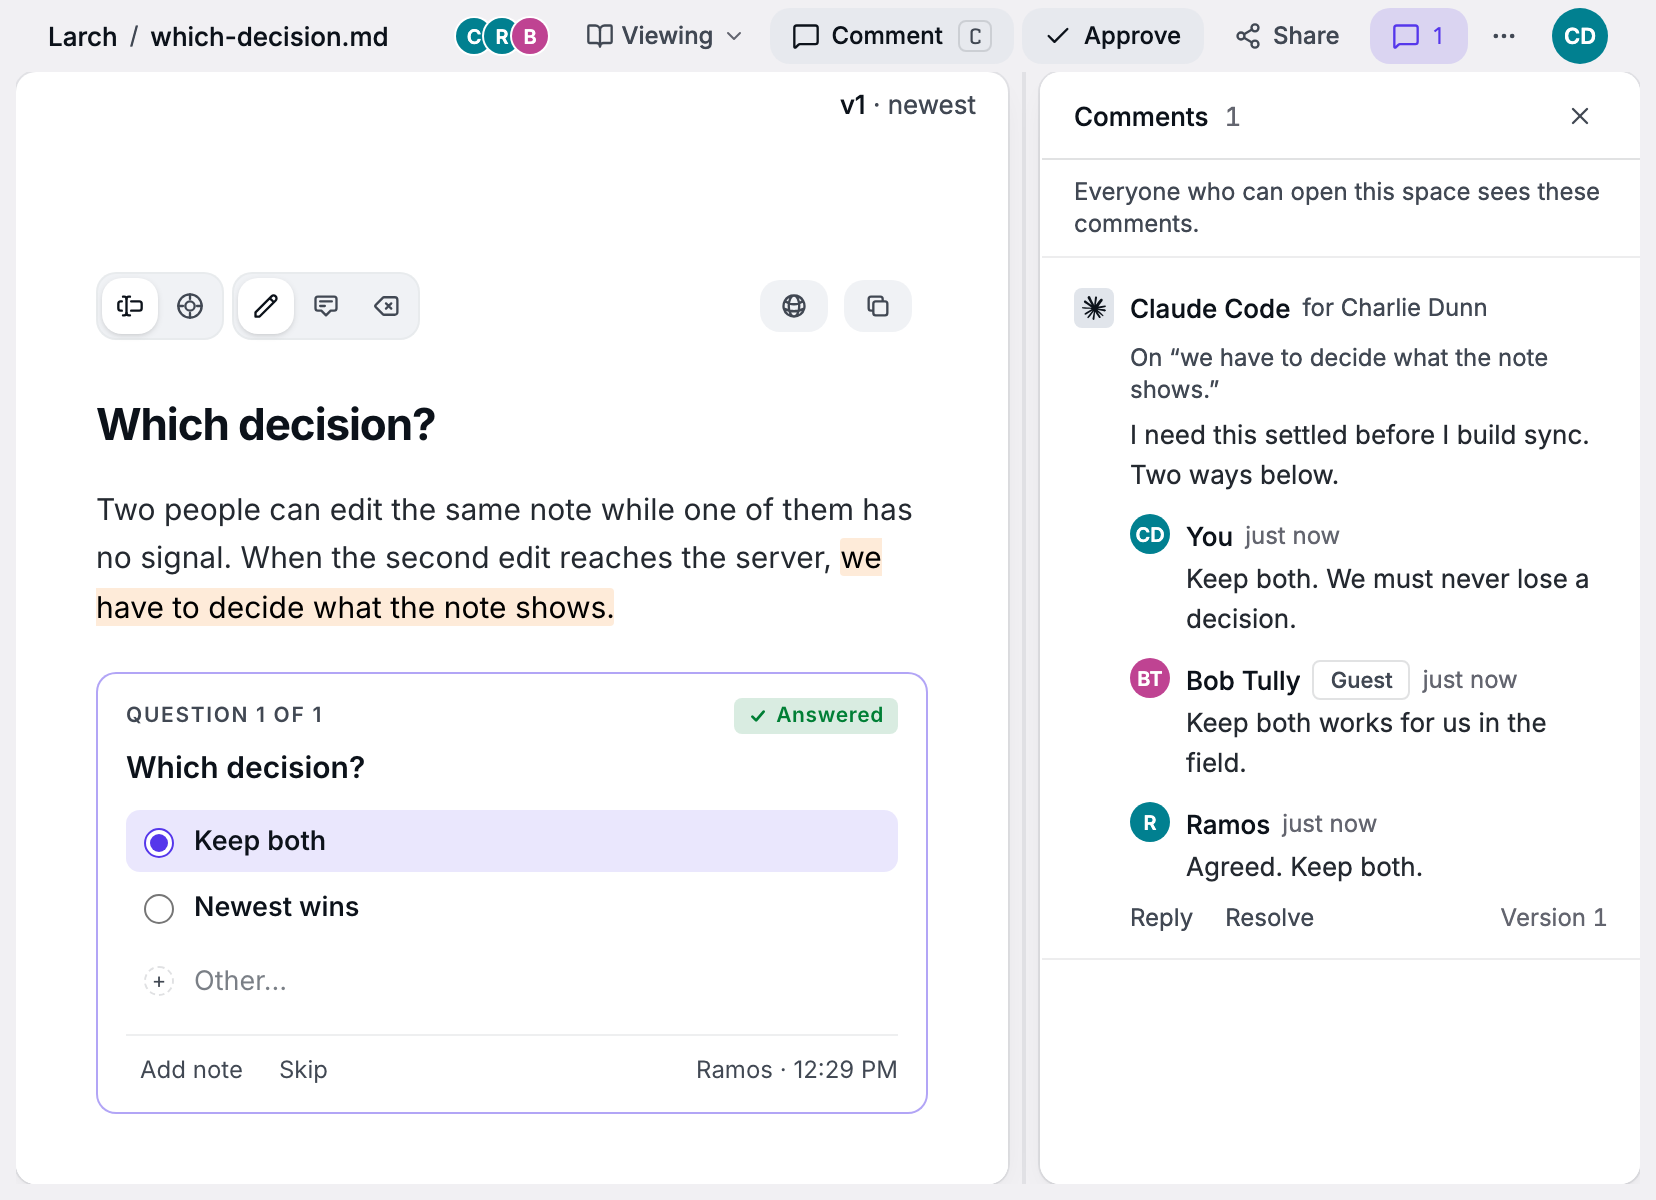 Larch / which-decision.md
C R B
Viewing
Comment C
Approve
Share
1
CD
v1 · newest
Which decision?
Two people can edit the same note while one of them has
no signal. When the second edit reaches the server, we
have to decide what the note shows.
QUESTION 1 OF 1
Answered
Which decision?
Keep both
Newest wins
Other...
Add note
Skip
Ramos · 12:29 PM
Comments 1
Everyone who can open this space sees these
comments.
Claude Code for Charlie Dunn
On “we have to decide what the note
shows.”
I need this settled before I build sync.
Two ways below.
CD You just now
Keep both. We must never lose a
decision.
BT Bob Tully Guest just now
Keep both works for us in the
field.
R Ramos just now
Agreed. Keep both.
Reply Resolve Version 1